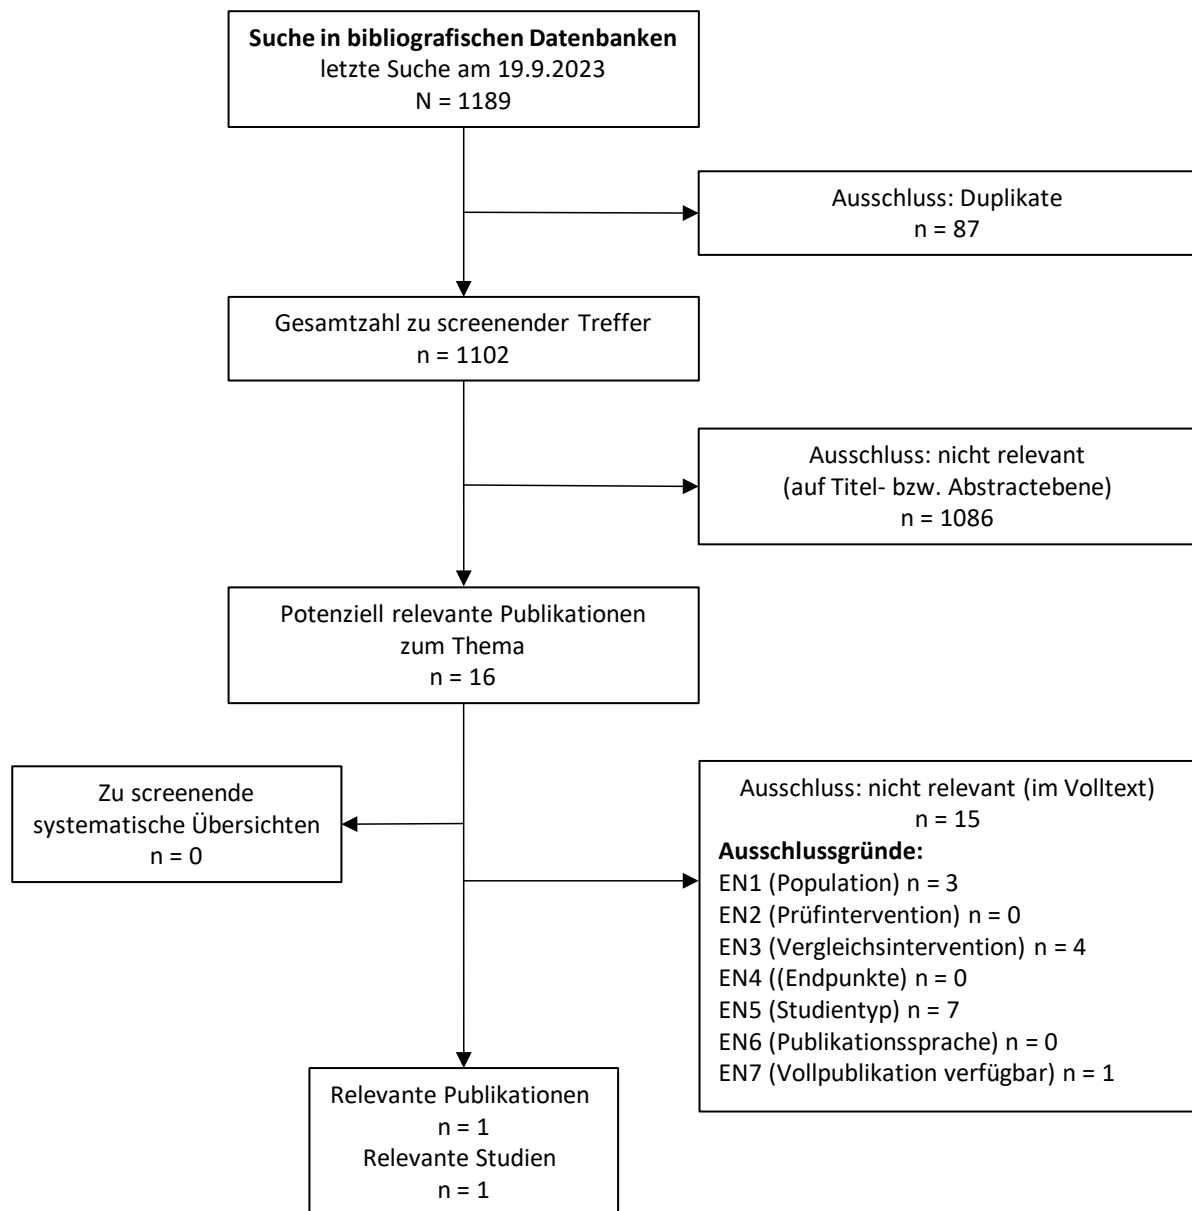 Suche in bibliografischen Datenbanken
letzte Suche am 19.9.2023
N = 1189
Ausschluss: Duplikate
n = 87
Gesamtzahl zu screenender Treffer
n = 1102
Ausschluss: nicht relevant
(auf Titel- bzw. Abstractebene)
n = 1086
Potenziell relevante Publikationen
zum Thema
n = 16
Zu screenende
systematische Übersichten
n = 0
Ausschluss: nicht relevant (im Volltext)
n = 15
Ausschlussgründe:
EN1 (Population) n = 3
EN2 (Prüfintervention) n = 0
EN3 (Vergleichsintervention) n = 4
EN4 ((Endpunkte) n = 0
EN5 (Studientyp) n = 7
EN6 (Publikationssprache) n = 0
EN7 (Vollpublikation verfügbar) n = 1
Relevante Publikationen
n = 1
Relevante Studien
n = 1